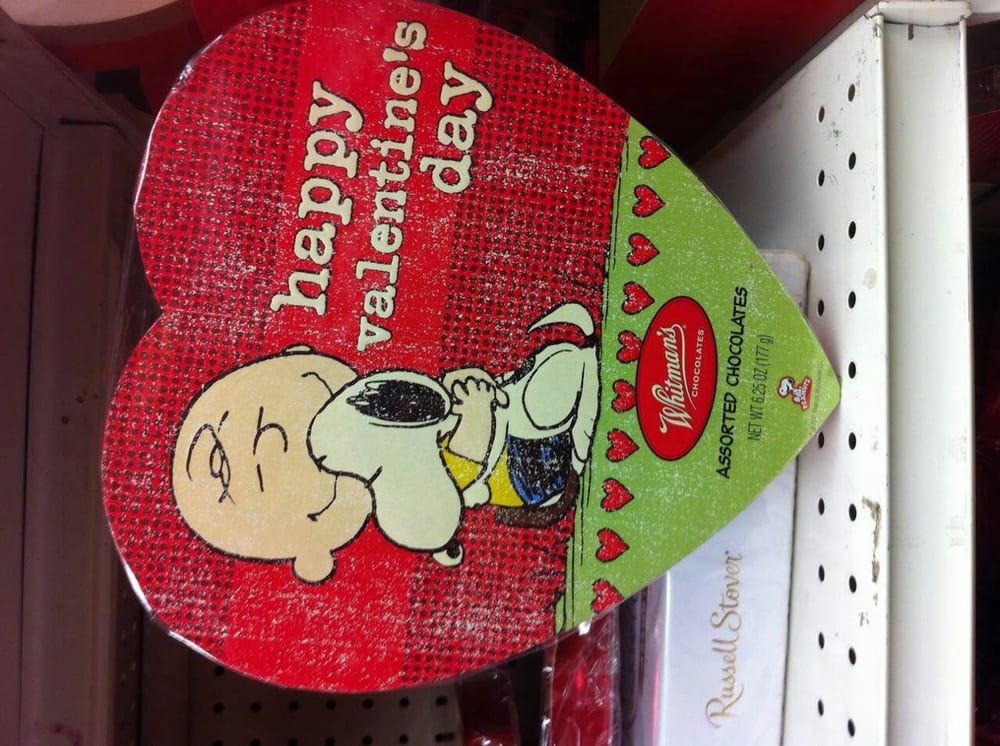 happy
valentine's
day
Whitman's
CHOCOLATES
ASSORTED CHOCOLATES
NET WT 6.25 OZ (177 g)
PEANUTS
Russell Stover